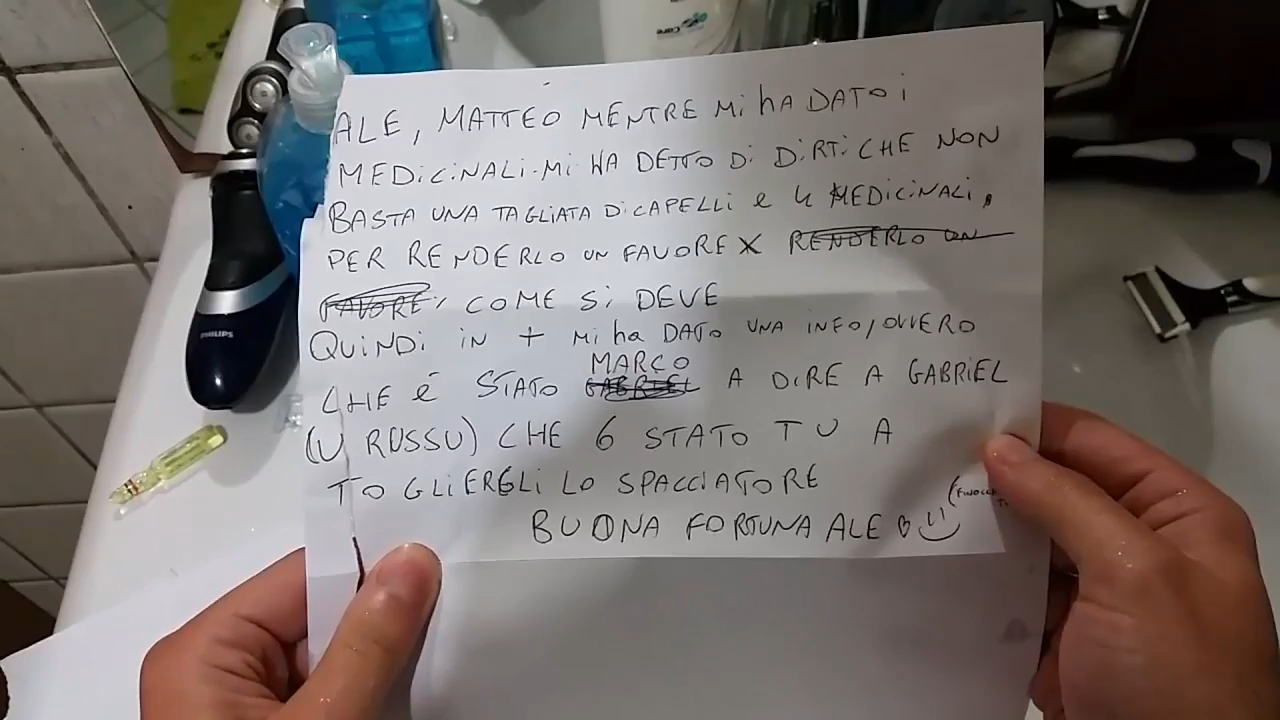 ALE, MATTEO MENTRE Mi hA DATO i
MEDiCiNALi. Mi HA DETTO Di DiRTi CHE NON
BASTA UNA TAGLIATA Di CAPELLi e 4 MEDiCiNALi,
PER RENDERLO UN FAVORE X RENDERLO UN
FAVORE, COME Si DEVE
QUiNDi iN + Mi ha DATO UNA INFO, OVVERO
MARCO
CHE È STATO GABRIEL A DIRE A GABRIEL
(U RUSSU) CHE 6 STATO TU A
TOGLIERGLI LO SPACCIATORE
BUONA FORTUNA ALE
PHILIPS
Care